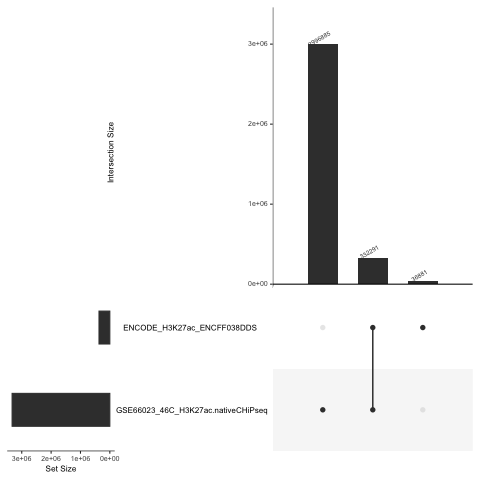 3e+06
2e+06
1e+06
0e+00
Intersection Size
332291
ENCODE_H3K27ac_ENCFF038DDS
GSE66023_46C_H3K27ac.nativeCHiPseq
3e+06 2e+06 1e+06 0e+00
Set Size